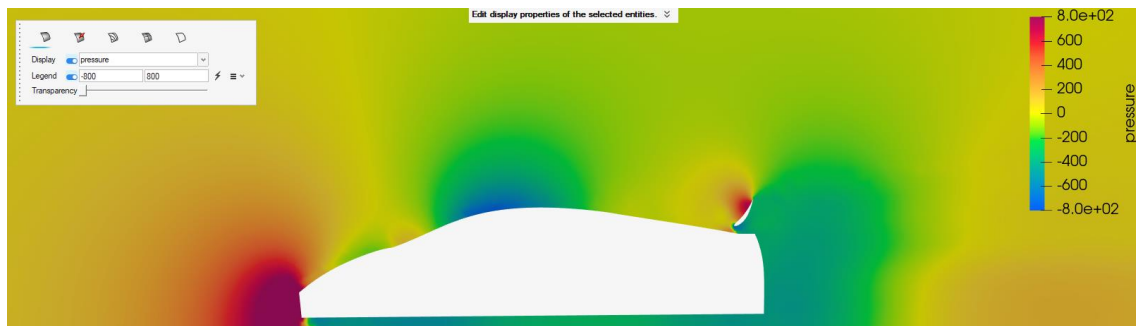 Edit display properties of the selected entities.
Display pressure
Legend -800 800
Transparency
8.0e+02
600
400
200
0
-200
-400
-600
-8.0e+02
pressure